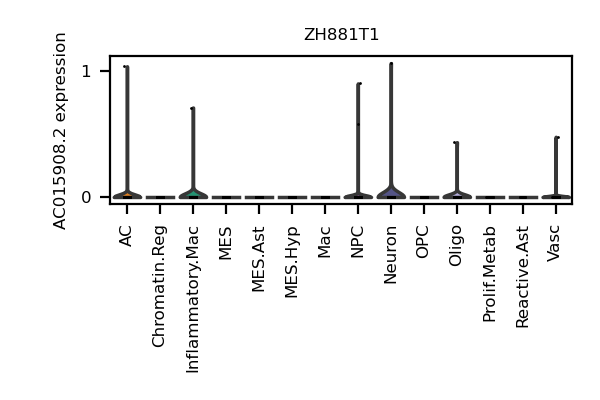 ZH881T1
AC015908.2 expression
1
0
AC
Chromatin.Reg
Inflammatory.Mac
MES
MES.Ast
MES.Hyp
Mac
NPC
Neuron
OPC
Oligo
Prolif.Metab
Reactive.Ast
Vasc